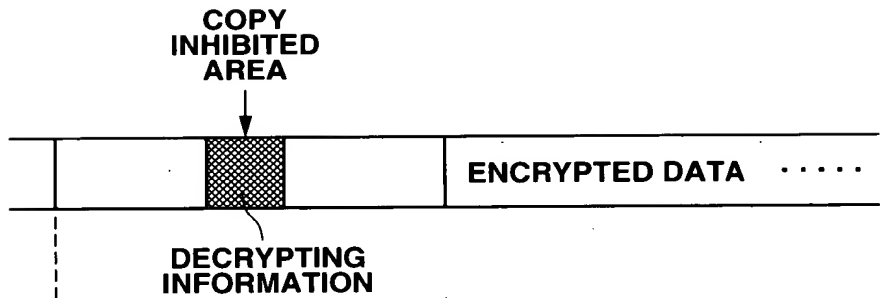 COPY
INHIBITED
AREA
ENCRYPTED DATA .....
DECRYPTING
INFORMATION